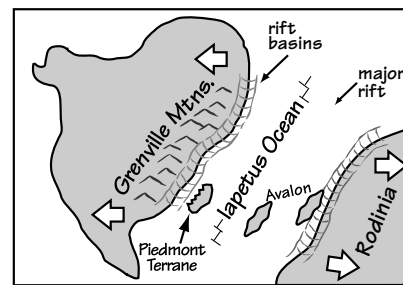 rift
basins
major
rift
Grenville Mtns.
Iapetus Ocean
Avalon
Rodinia
Piedmont
Terrane